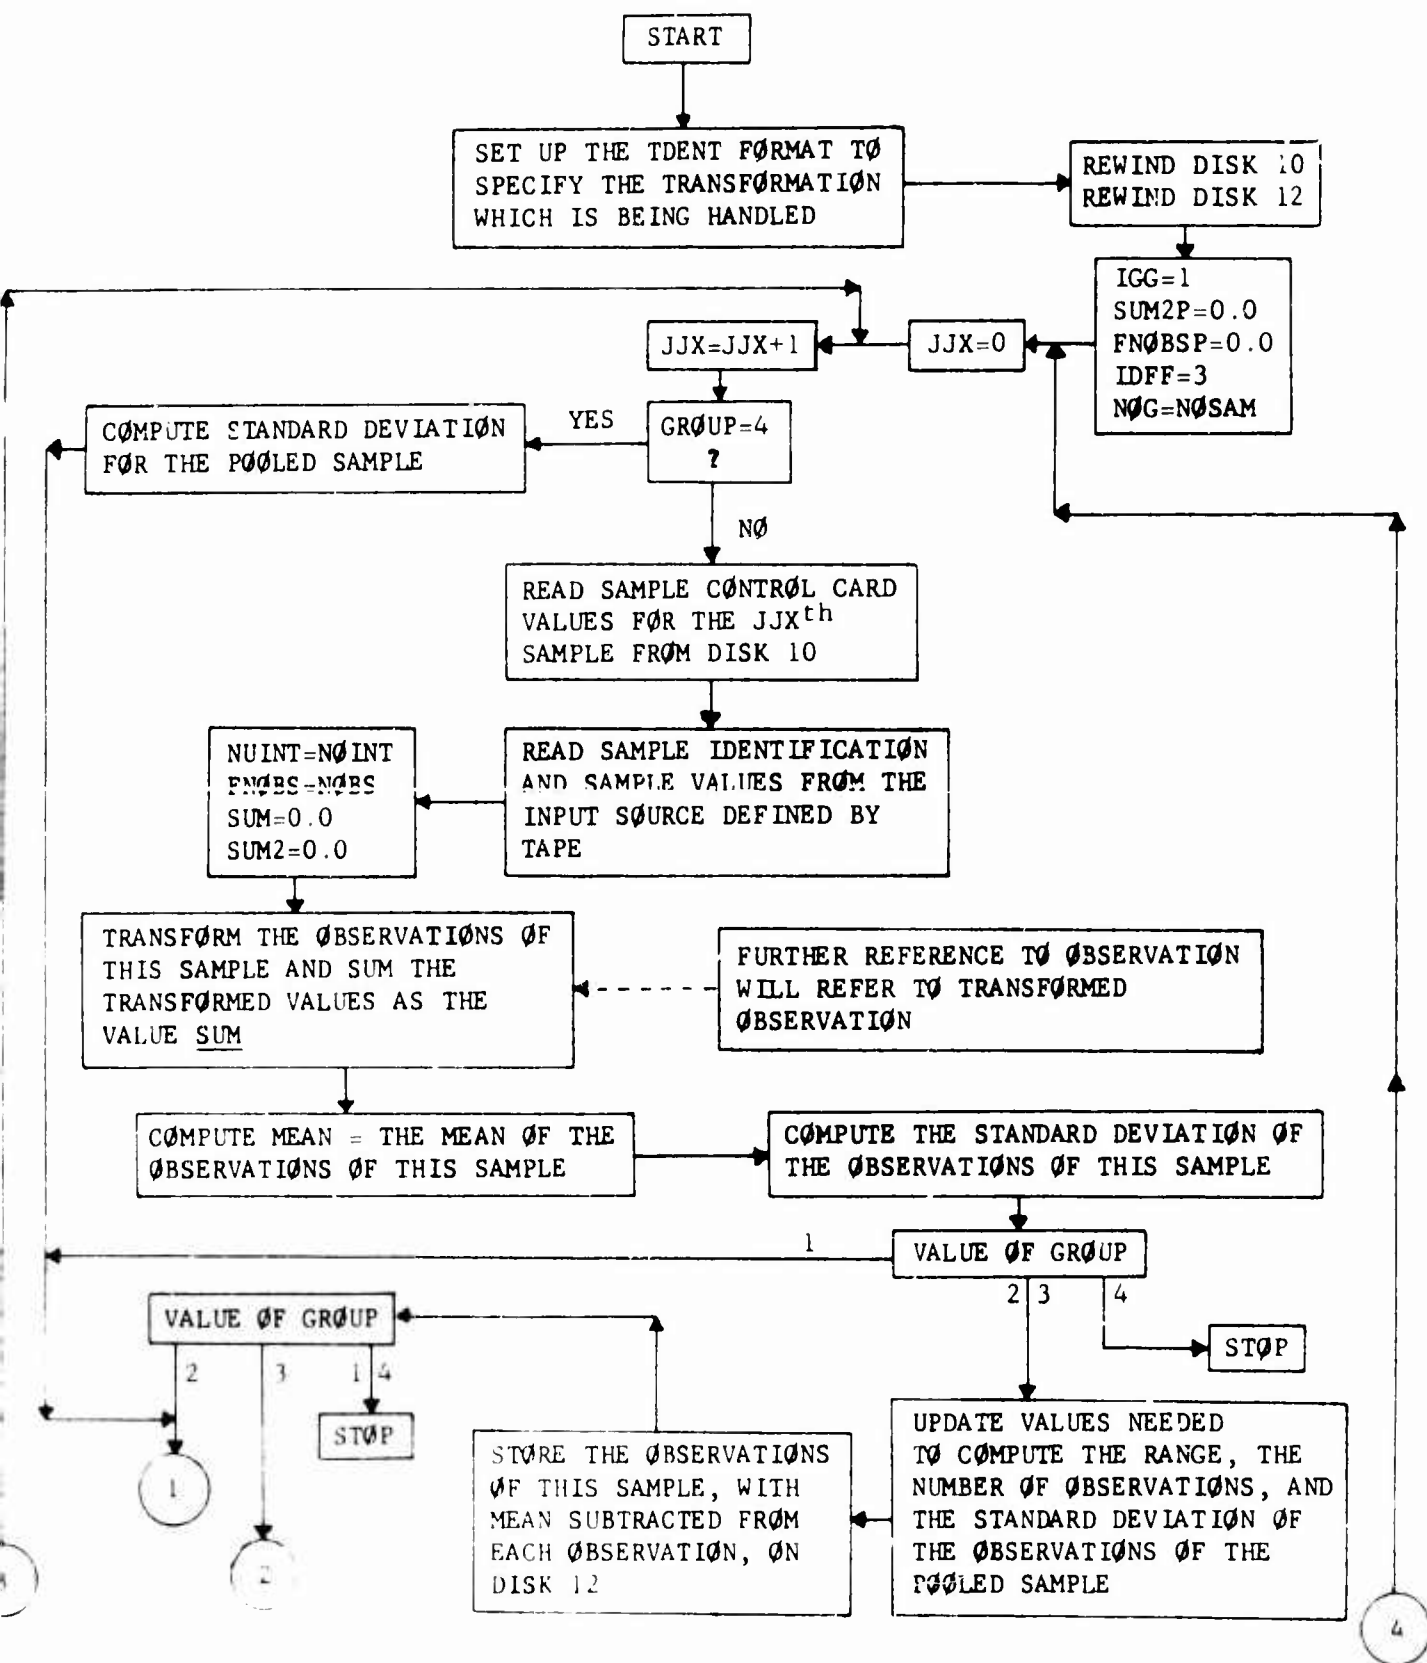 START
SET UP THE TDENT FØRMAT TØ
SPECIFY THE TRANSFØRMATIØN
WHICH IS BEING HANDLED
REWIND DISK 10
REWIND DISK 12
IGG=1
SUM2P=0.0
FNØBSP=0.0
IDFF=3
NØG=NØSAM
JJX=0
JJX=JJX+1
GRØUP=4
?
YES
CØMPUTE STANDARD DEVIATIØN
FØR THE PØØLED SAMPLE
NØ
READ SAMPLE CØNTRØL CARD
VALUES FØR THE JJXth
SAMPLE FRØM DISK 10
READ SAMPLE IDENTIFICATIØN
AND SAMPLE VALUES FRØM THE
INPUT SØURCE DEFINED BY
TAPE
NUINT=NØINT
FNØBS=NØBS
SUM=0.0
SUM2=0.0
TRANSFØRM THE ØBSERVATIØNS ØF
THIS SAMPLE AND SUM THE
TRANSFØRMED VALUES AS THE
VALUE SUM
FURTHER REFERENCE TØ ØBSERVATIØN
WILL REFER TØ TRANSFØRMED
ØBSERVATIØN
CØMPUTE MEAN = THE MEAN ØF THE
ØBSERVATIØNS ØF THIS SAMPLE
CØMPUTE THE STANDARD DEVIATIØN ØF
THE ØBSERVATIØNS ØF THIS SAMPLE
VALUE ØF GRØUP
1
2 3
4
STØP
UPDATE VALUES NEEDED
TØ CØMPUTE THE RANGE, THE
NUMBER ØF ØBSERVATIØNS, AND
THE STANDARD DEVIATIØN ØF
THE ØBSERVATIØNS ØF THE
PØØLED SAMPLE
STØRE THE ØBSERVATIØNS
ØF THIS SAMPLE, WITH
MEAN SUBTRACTED FRØM
EACH ØBSERVATIØN, ØN
DISK 12
VALUE ØF GRØUP
2
3
1 4
STØP
1
2
4